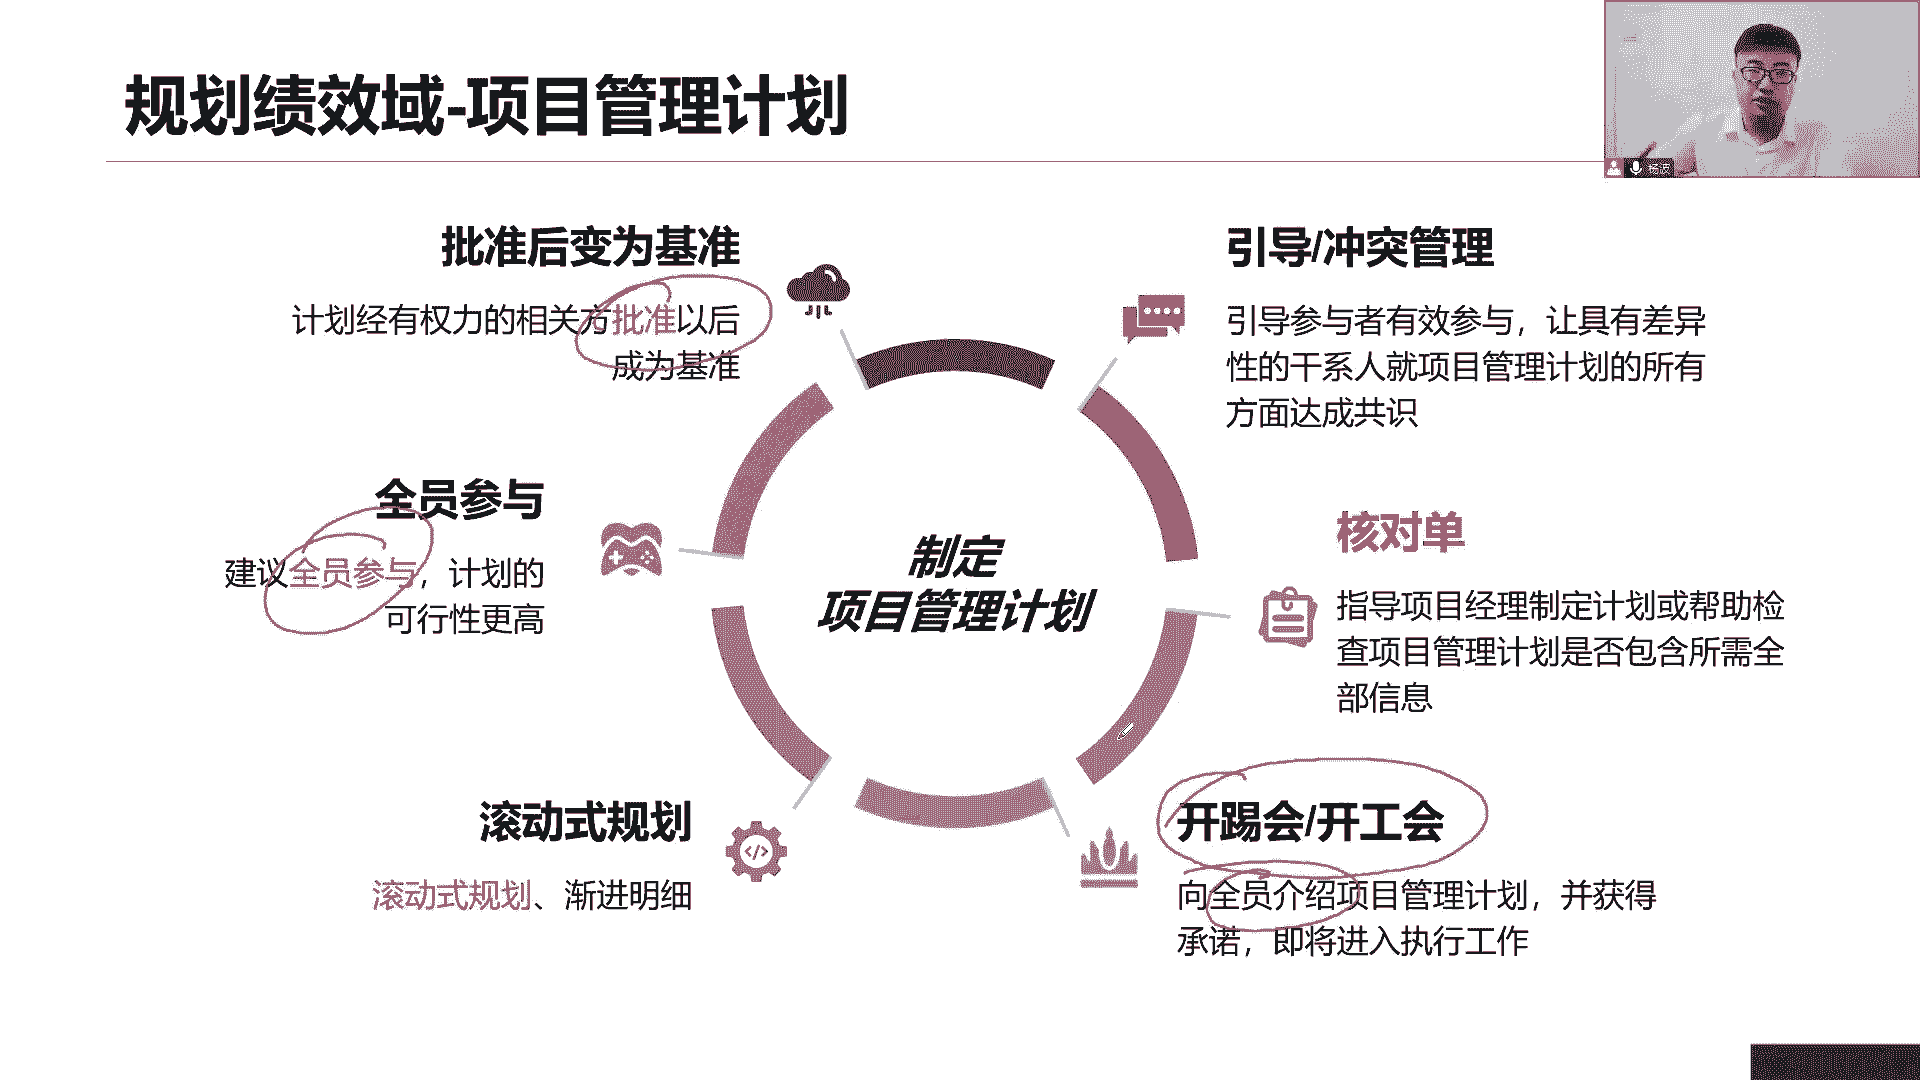 规划绩效域-项目管理计划
杨波
批准后变为基准
计划经有权力的相关方批准以后
成为基准
引导/冲突管理
引导参与者有效参与，让具有差异
性的干系人就项目管理计划的所有
方面达成共识
全员参与
建议全员参与，计划的
可行性更高
制定
项目管理计划
核对单
指导项目经理制定计划或帮助检
查项目管理计划是否包含所需全
部信息
滚动式规划
滚动式规划、渐进明细
开踢会/开工会
向全员介绍项目管理计划，并获得
承诺，即将进入执行工作